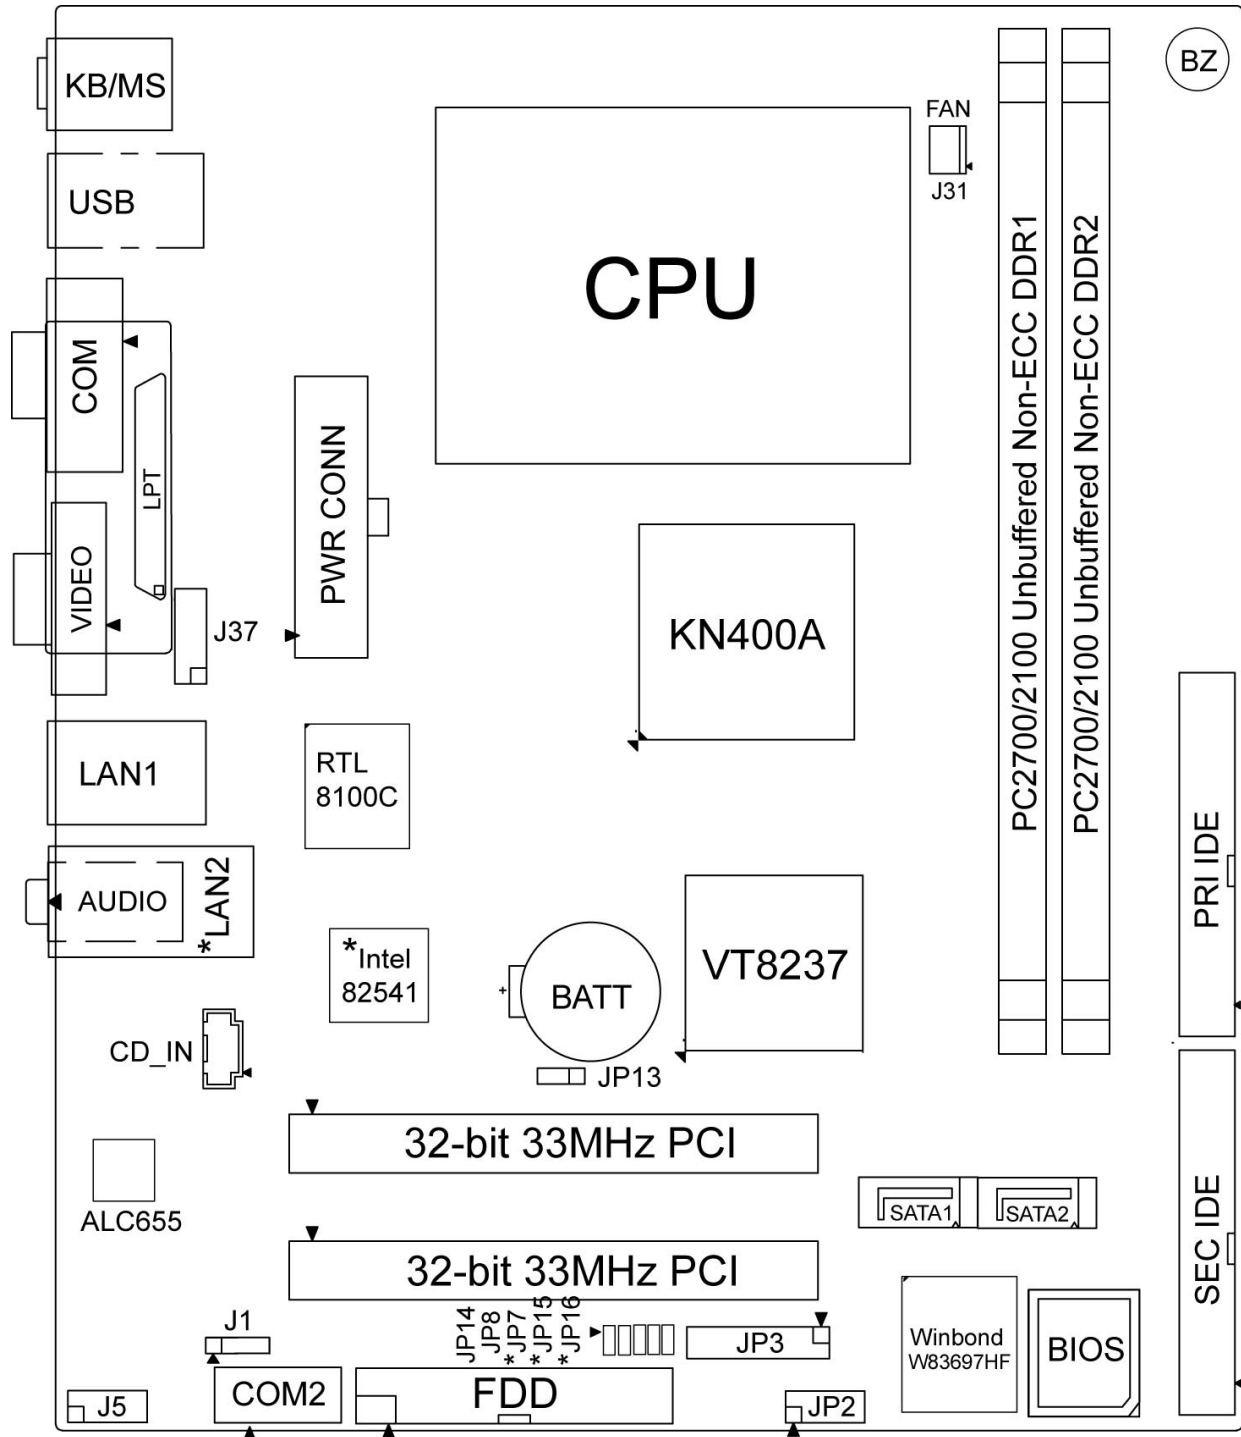 KB/MS
BZ
FAN
USB
J31
CPU
PC2700/2100 Unbuffered Non-ECC DDR1
PC2700/2100 Unbuffered Non-ECC DDR2
COM
LPT
PWR CONN
VIDEO
J37
KN400A
LAN1
RTL
8100C
PRI IDE
AUDIO
*LAN2
*Intel
82541
+
BATT
VT8237
CD_IN
JP13
32-bit 33MHz PCI
ALC655
SATA1
SATA2
SEC IDE
32-bit 33MHz PCI
J1
JP14
JP8
*JP7
*JP15
*JP16
JP3
Winbond
W83697HF
BIOS
J5
COM2
FDD
JP2